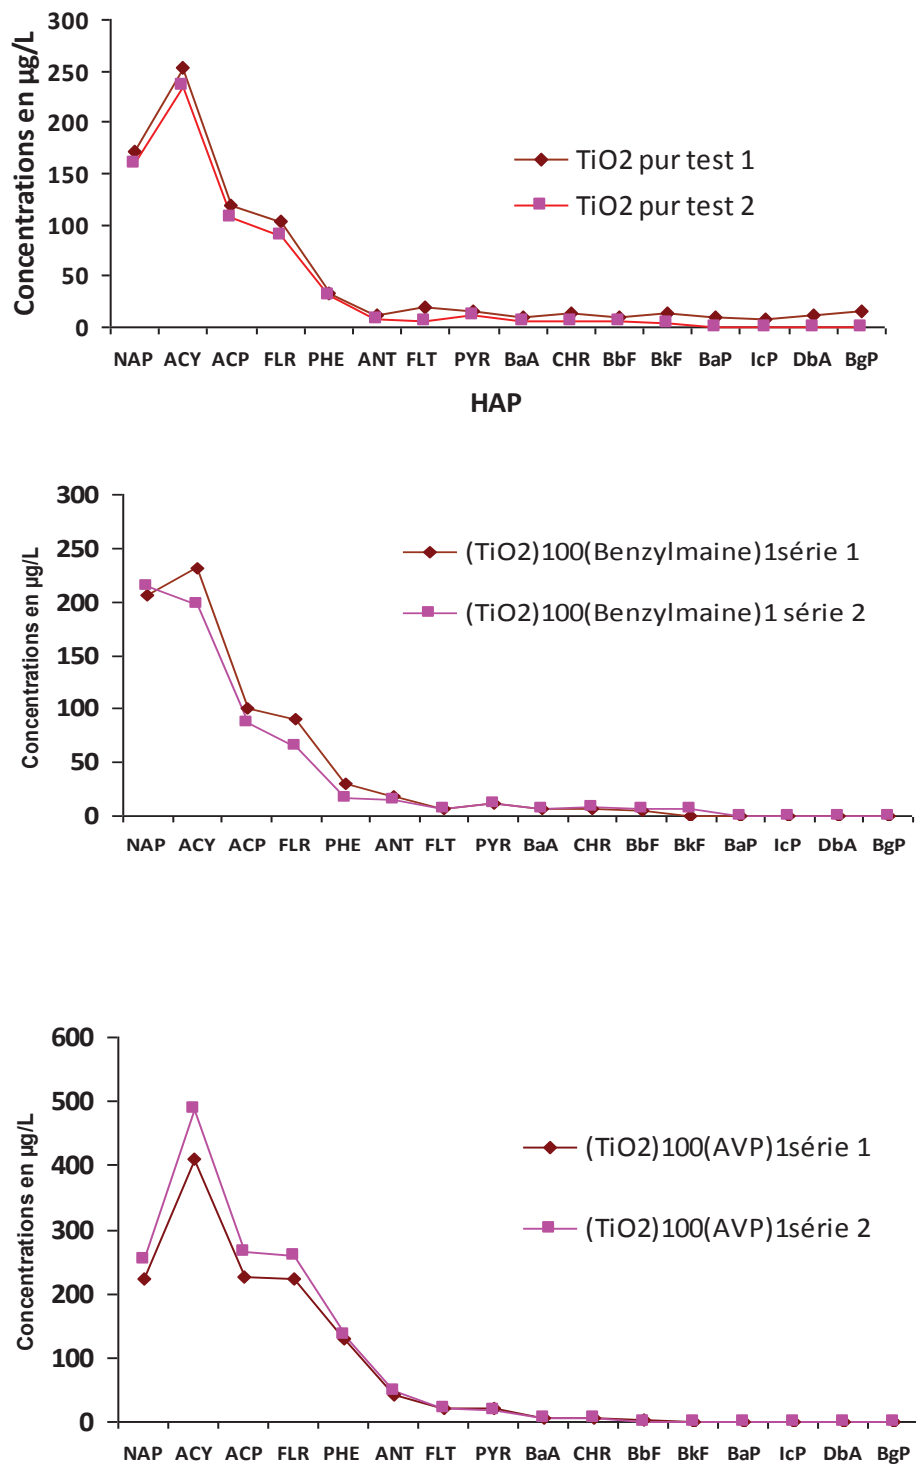 300
250
200
150
100
50
0
Concentrations en µg/L
TiO2 pur test 1
TiO2 pur test 2
NAP ACY ACP FLR PHE ANT FLT PYR BaA CHR BbF BkF BaP IcP DbA BgP
HAP
300
250
200
150
100
50
0
Concentrations en µg/L
(TiO2)100(Benzylmaine)1série 1
(TiO2)100(Benzylmaine)1 série 2
NAP ACY ACP FLR PHE ANT FLT PYR BaA CHR BbF BkF BaP IcP DbA BgP
600
500
400
300
200
100
0
Concentrations en µg/L
(TiO2)100(AVP)1série 1
(TiO2)100(AVP)1série 2
NAP ACY ACP FLR PHE ANT FLT PYR BaA CHR BbF BkF BaP IcP DbA BgP